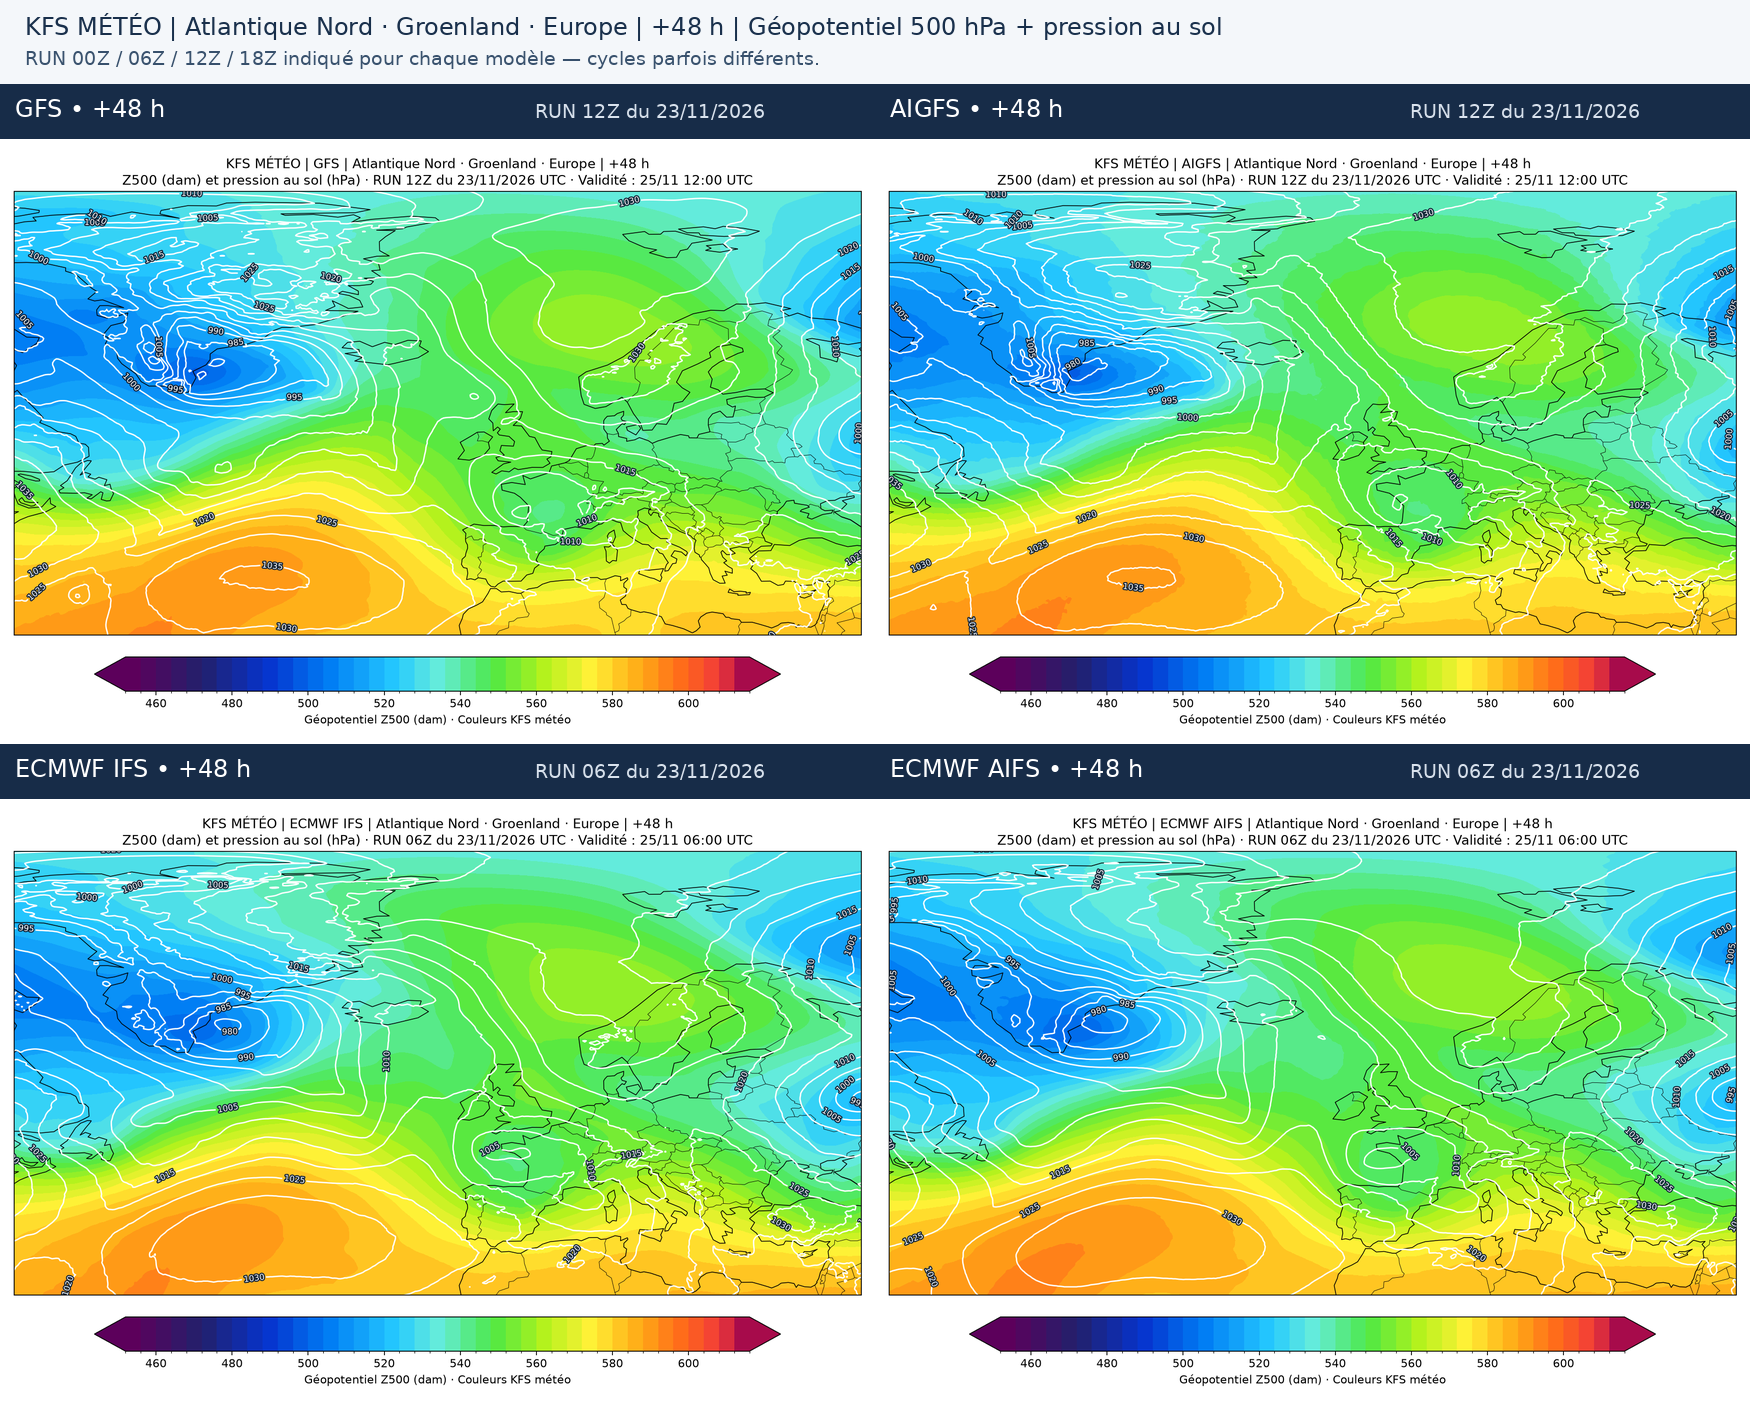 KFS MÉTÉO | Atlantique Nord · Groenland · Europe | +48 h | Géopotentiel 500 hPa + pression au sol
RUN 00Z / 06Z / 12Z / 18Z indiqué pour chaque modèle — cycles parfois différents.
GFS • +48 h
RUN 12Z du 23/11/2026
AIGFS • +48 h
RUN 12Z du 23/11/2026
KFS MÉTÉO | GFS | Atlantique Nord · Groenland · Europe | +48 h
Z500 (dam) et pression au sol (hPa) · RUN 12Z du 23/11/2026 UTC · Validité : 25/11 12:00 UTC
KFS MÉTÉO | AIGFS | Atlantique Nord · Groenland · Europe | +48 h
Z500 (dam) et pression au sol (hPa) · RUN 12Z du 23/11/2026 UTC · Validité : 25/11 12:00 UTC
460 480 500 520 540 560 580 600
Géopotentiel Z500 (dam) · Couleurs KFS météo
460 480 500 520 540 560 580 600
Géopotentiel Z500 (dam) · Couleurs KFS météo
ECMWF IFS • +48 h
RUN 06Z du 23/11/2026
ECMWF AIFS • +48 h
RUN 06Z du 23/11/2026
KFS MÉTÉO | ECMWF IFS | Atlantique Nord · Groenland · Europe | +48 h
Z500 (dam) et pression au sol (hPa) · RUN 06Z du 23/11/2026 UTC · Validité : 25/11 06:00 UTC
KFS MÉTÉO | ECMWF AIFS | Atlantique Nord · Groenland · Europe | +48 h
Z500 (dam) et pression au sol (hPa) · RUN 06Z du 23/11/2026 UTC · Validité : 25/11 06:00 UTC
460 480 500 520 540 560 580 600
Géopotentiel Z500 (dam) · Couleurs KFS météo
460 480 500 520 540 560 580 600
Géopotentiel Z500 (dam) · Couleurs KFS météo